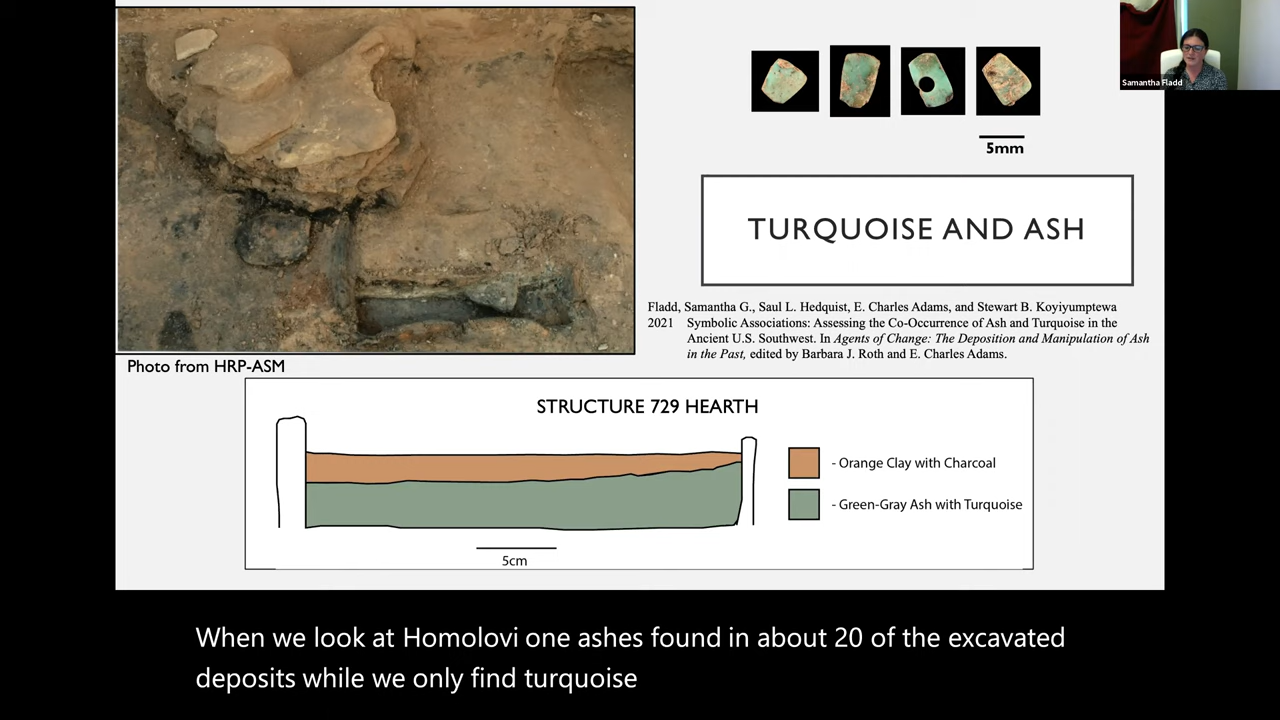 Samantha Fladd
5mm
TURQUOISE AND ASH
Fladd, Samantha G., Saul L. Hedquist, E. Charles Adams, and Stewart B. Koyiyumptewa
2021 Symbolic Associations: Assessing the Co-Occurrence of Ash and Turquoise in the
Ancient U.S. Southwest. In Agents of Change: The Deposition and Manipulation of Ash
in the Past, edited by Barbara J. Roth and E. Charles Adams.
Photo from HRP-ASM
STRUCTURE 729 HEARTH
- Orange Clay with Charcoal
- Green-Gray Ash with Turquoise
5cm
When we look at Homolovi one ashes found in about 20 of the excavated
deposits while we only find turquoise